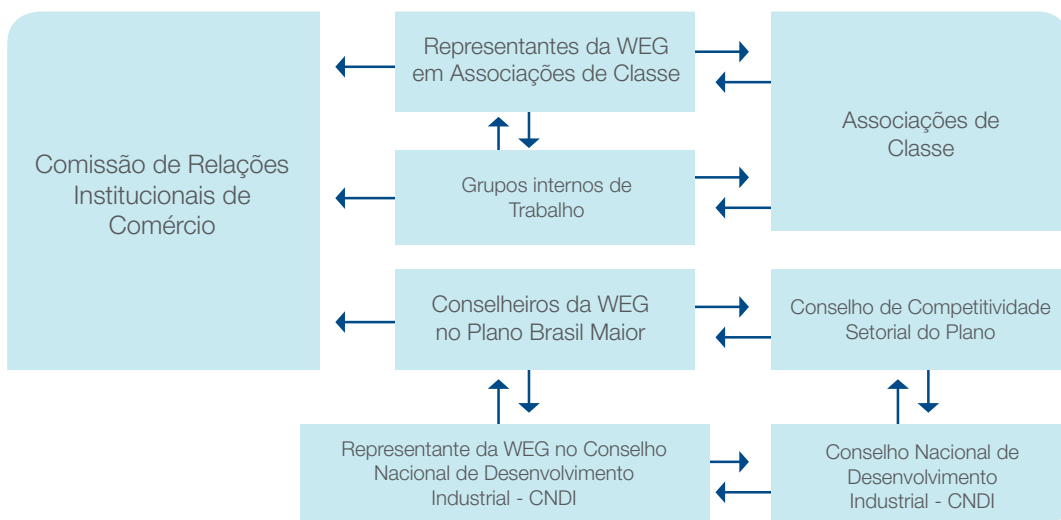 Comissão de Relações
Institucionais de
Comércio
Representantes da WEG
em Associações de Classe
Grupos internos de
Trabalho
Associações de
Classe
Conselheiros da WEG
no Plano Brasil Maior
Conselho de Competitividade
Setorial do Plano
Representante da WEG no Conselho
Nacional de Desenvolvimento
Industrial - CNDI
Conselho Nacional de
Desenvolvimento
Industrial - CNDI